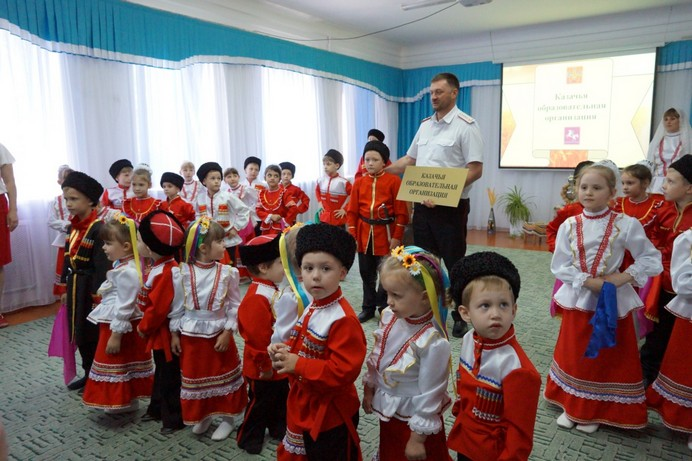 Казачья
образовательная
организация
КАЗАЧЬЯ
ОБРАЗОВАТЕЛЬНАЯ
ОРГАНИЗАЦИЯ